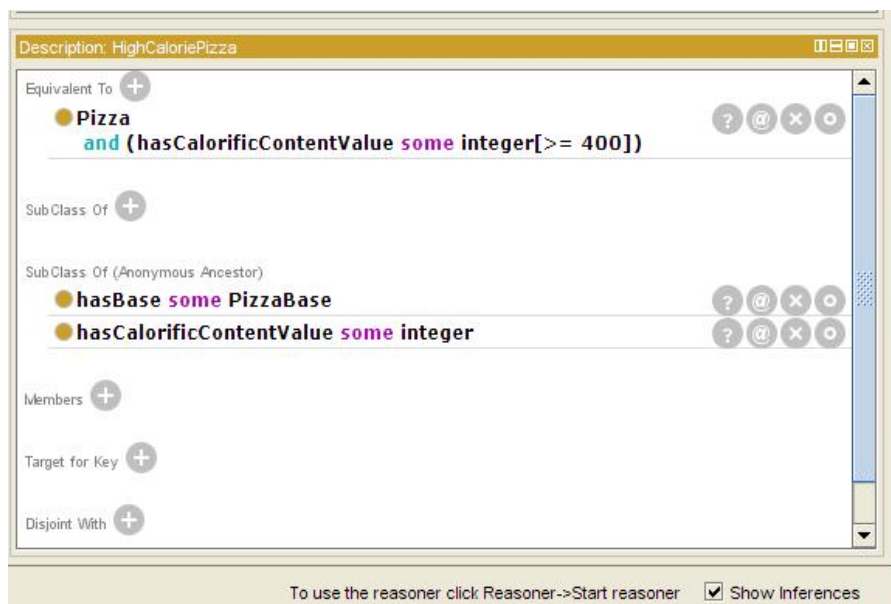 Description: HighCaloriePizza
Equivalent To
Pizza
and (hasCalorificContentValue some integer[>= 400])
SubClass Of
SubClass Of (Anonymous Ancestor)
hasBase some PizzaBase
hasCalorificContentValue some integer
Members
Target for Key
Disjoint With
To use the reasoner click Reasoner->Start reasoner Show Inferences